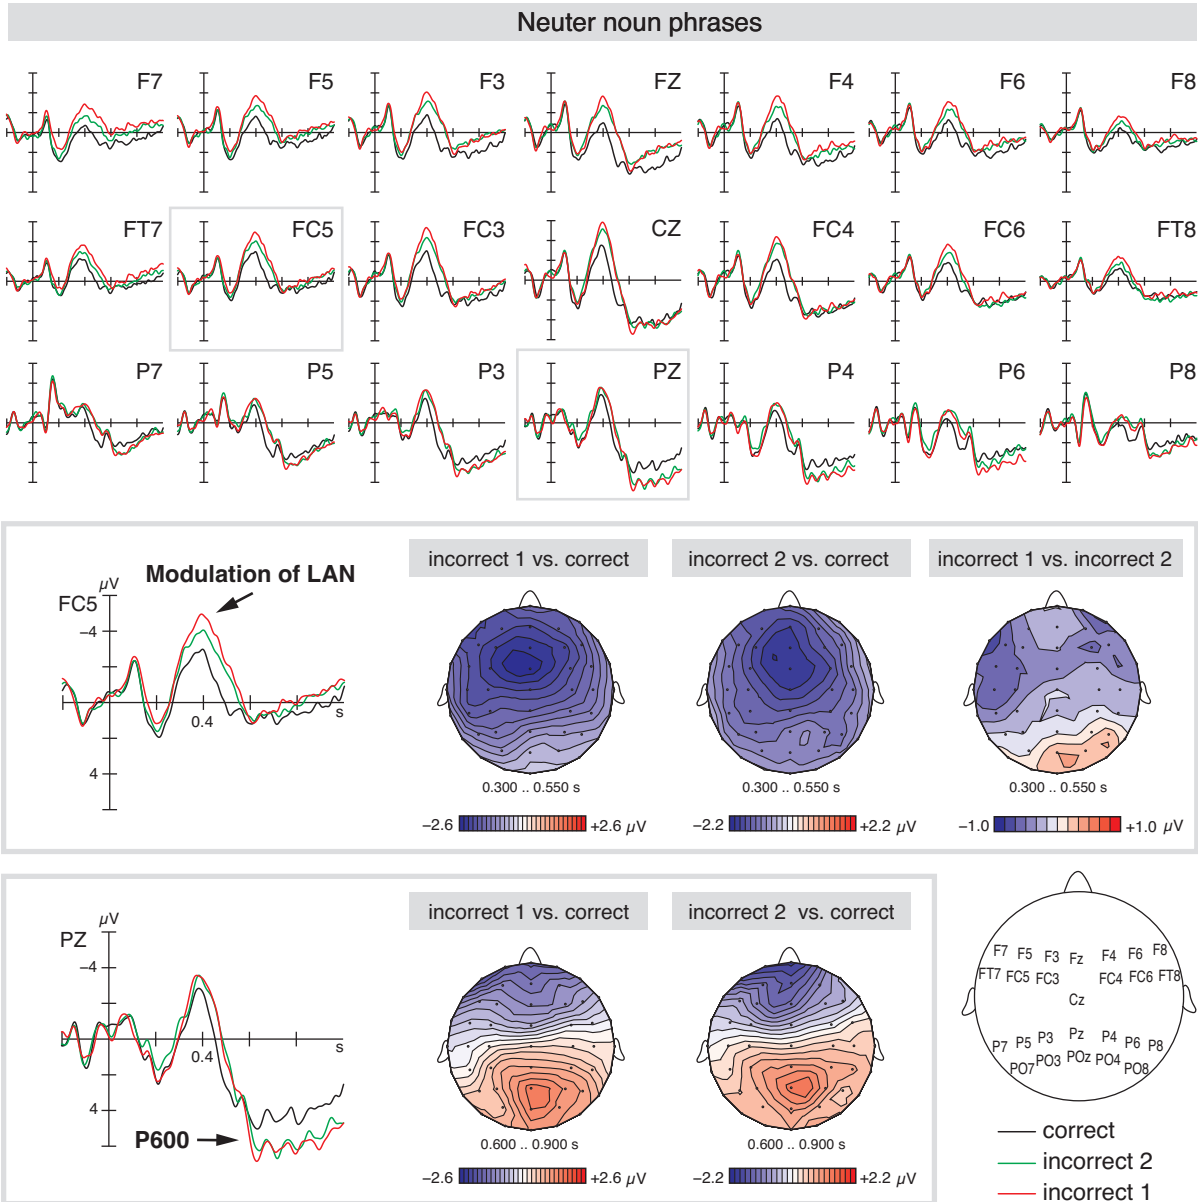 Neuter noun phrases
F7 F5 F3 FZ F4 F6 F8
FT7 FC5 FC3 CZ FC4 FC6 FT8
P7 P5 P3 PZ P4 P6 P8
incorrect 1 vs. correct
incorrect 2 vs. correct
incorrect 1 vs. incorrect 2
Modulation of LAN
µV
FC5
−4
0.4
s
4
0.300 .. 0.550 s
0.300 .. 0.550 s
0.300 .. 0.550 s
−2.6 +2.6 µV
−2.2 +2.2 µV
−1.0 +1.0 µV
incorrect 1 vs. correct
incorrect 2 vs. correct
µV
PZ
−4
0.4
s
4
P600
0.600 .. 0.900 s
0.600 .. 0.900 s
−2.6 +2.6 µV
−2.2 +2.2 µV
F7 F5 F3 Fz F4 F6 F8
FT7 FC5 FC3 FC4 FC6 FT8
Cz
P7 P5 P3 Pz P4 P6 P8
PO7 PO3 POz PO4 PO8
correct
incorrect 2
incorrect 1